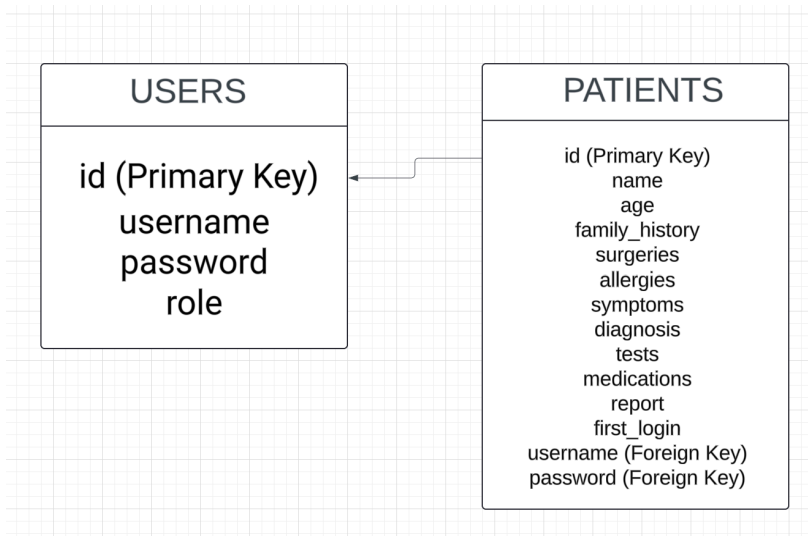 USERS
id (Primary Key)
username
password
role
PATIENTS
id (Primary Key)
name
age
family_history
surgeries
allergies
symptoms
diagnosis
tests
medications
report
first_login
username (Foreign Key)
password (Foreign Key)